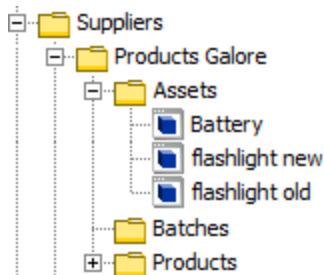 Suppliers
Products Galore
Assets
Battery
flashlight new
flashlight old
Batches
Products